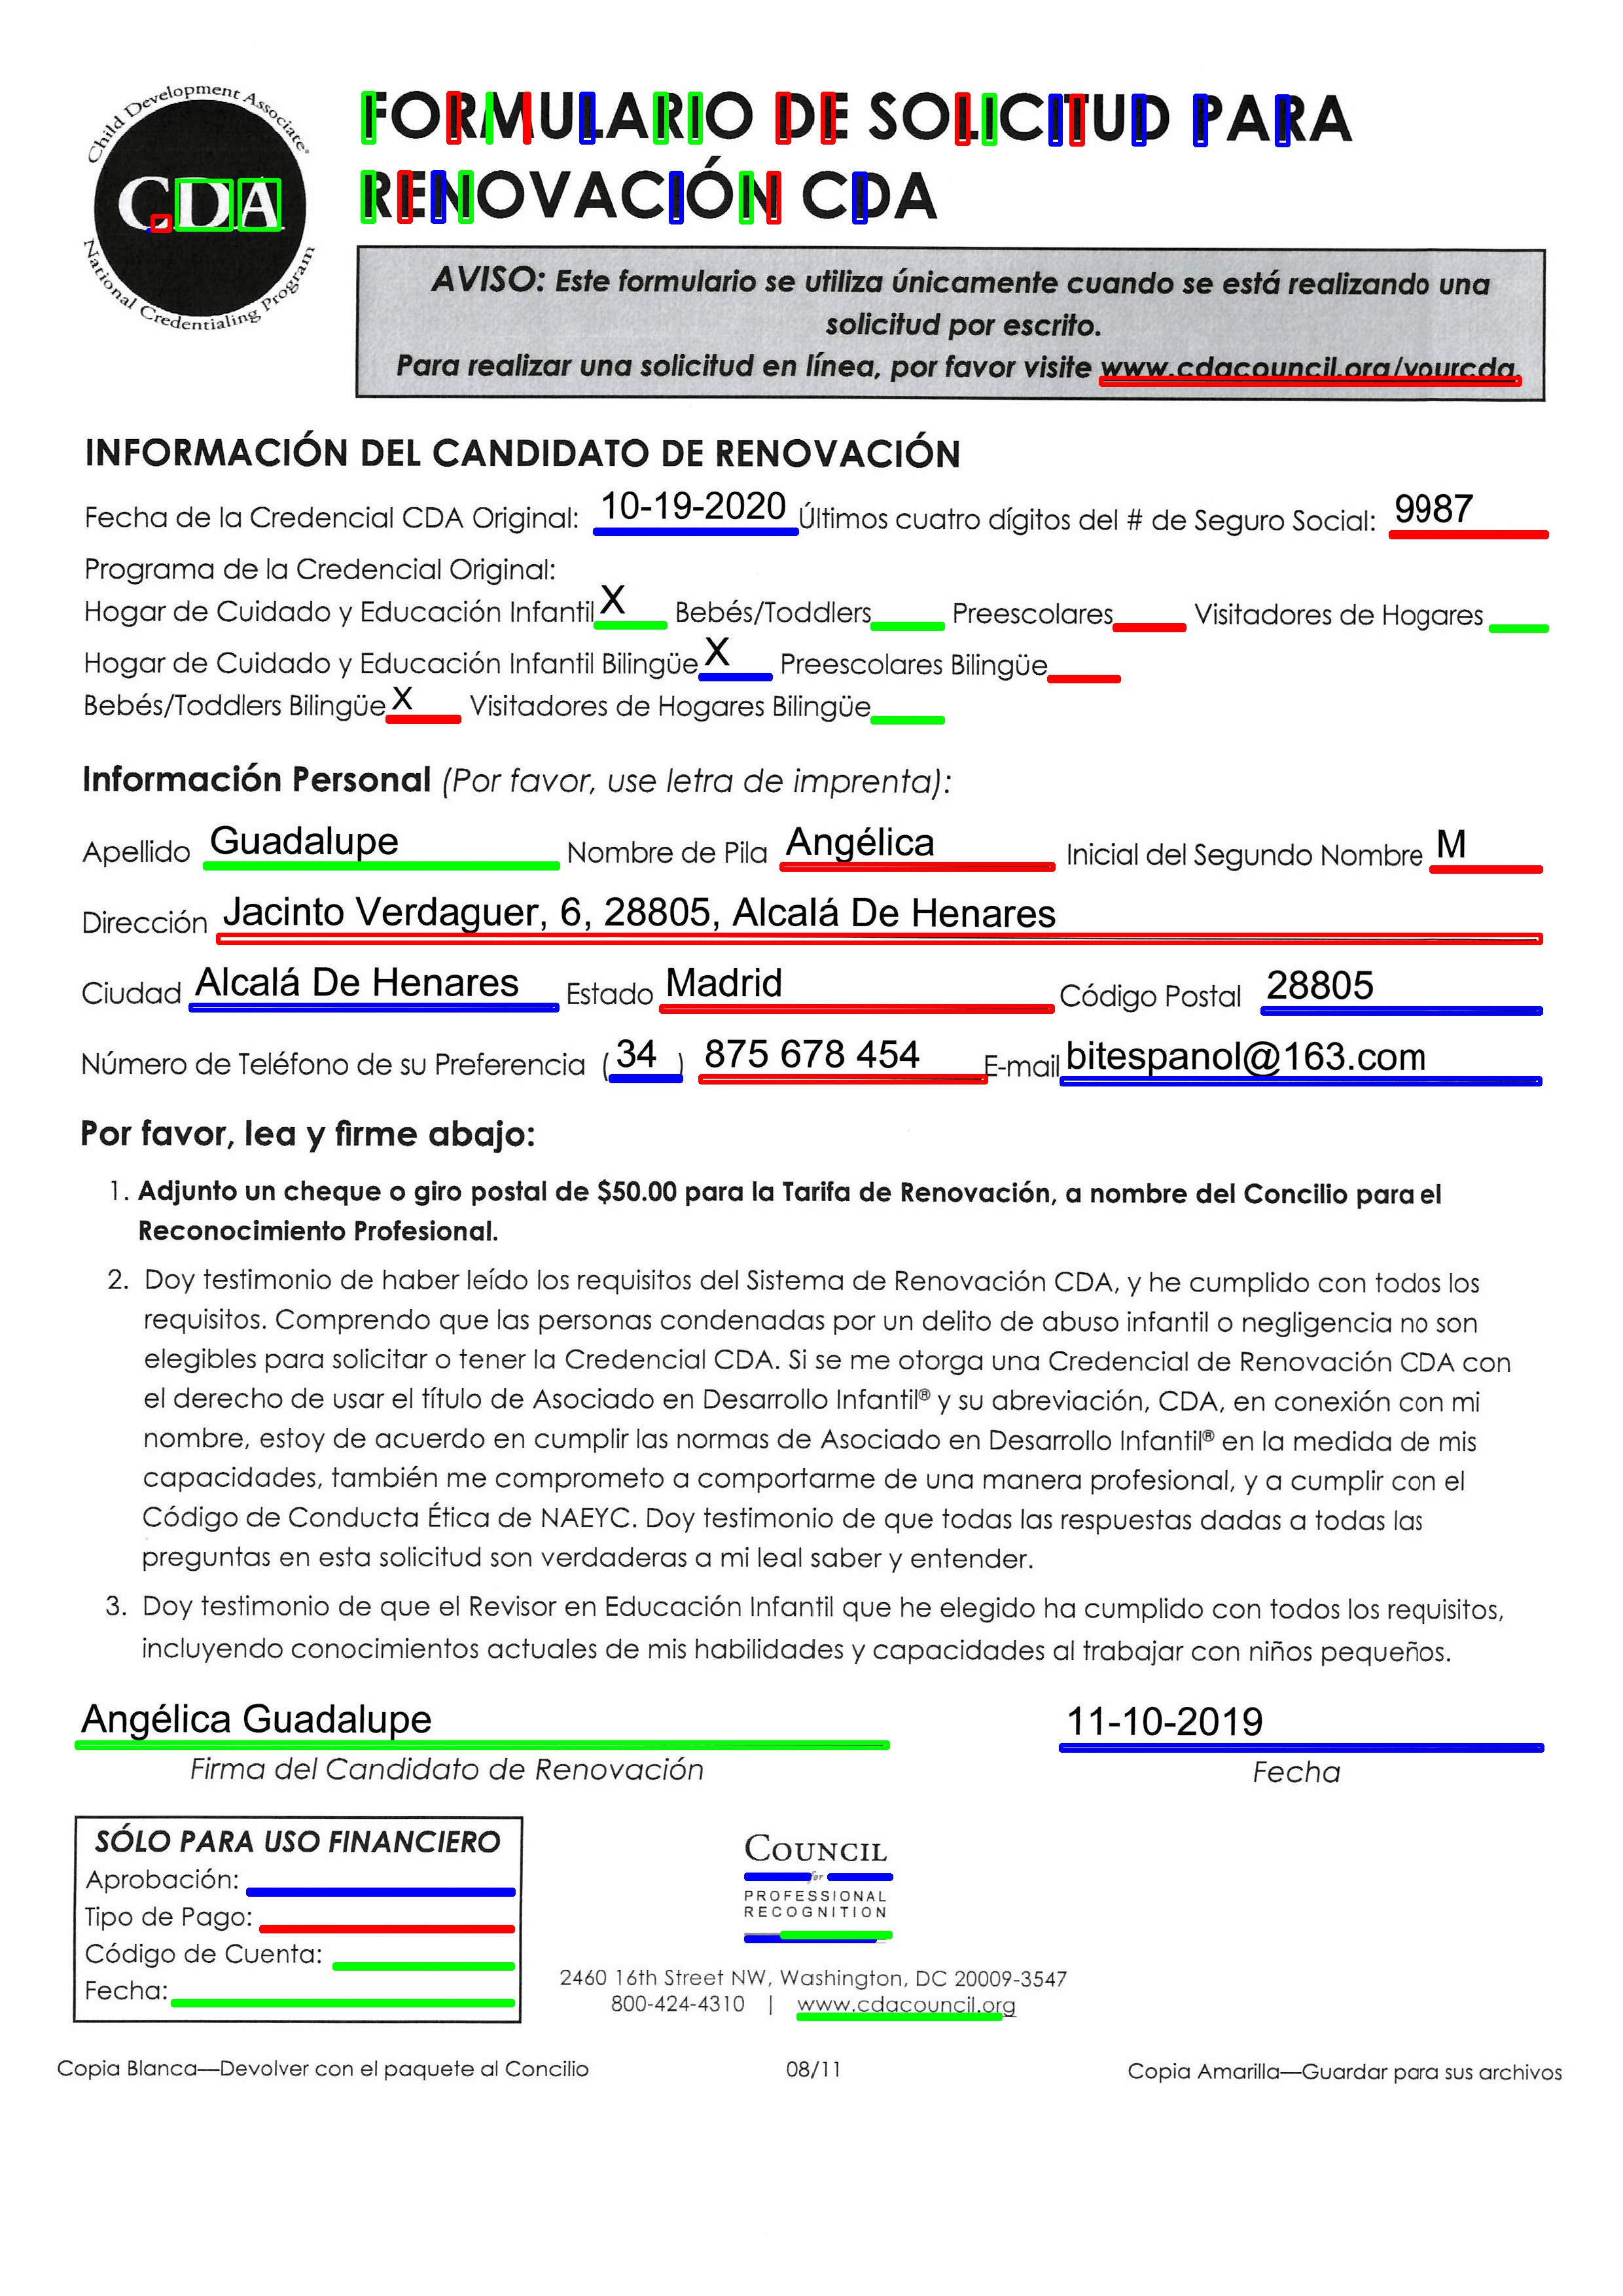 Child Development Associate®
CDA
National Credentialing Program
FORMULARIO DE SOLICITUD PARA
RENOVACIÓN CDA
AVISO: Este formulario se utiliza únicamente cuando se está realizando una
solicitud por escrito.
Para realizar una solicitud en línea, por favor visite www.cdacouncil.org/yourcda.
INFORMACIÓN DEL CANDIDATO DE RENOVACIÓN
Fecha de la Credencial CDA Original: 10-19-2020 Últimos cuatro dígitos del # de Seguro Social: 9987
Programa de la Credencial Original:
Hogar de Cuidado y Educación Infantil X Bebés/Toddlers Preescolares Visitadores de Hogares
Hogar de Cuidado y Educación Infantil Bilingüe X Preescolares Bilingüe
Bebés/Toddlers Bilingüe X Visitadores de Hogares Bilingüe
Información Personal (Por favor, use letra de imprenta):
Apellido Guadalupe Nombre de Pila Angélica Inicial del Segundo Nombre M
Dirección Jacinto Verdaguer, 6, 28805, Alcalá De Henares
Ciudad Alcalá De Henares Estado Madrid Código Postal 28805
Número de Teléfono de su Preferencia (34) 875 678 454 E-mail bitespanol@163.com
Por favor, lea y firme abajo:
1. Adjunto un cheque o giro postal de $50.00 para la Tarifa de Renovación, a nombre del Concilio para el
Reconocimiento Profesional.
2. Doy testimonio de haber leído los requisitos del Sistema de Renovación CDA, y he cumplido con todos los
requisitos. Comprendo que las personas condenadas por un delito de abuso infantil o negligencia no son
elegibles para solicitar o tener la Credencial CDA. Si se me otorga una Credencial de Renovación CDA con
el derecho de usar el título de Asociado en Desarrollo Infantil® y su abreviación, CDA, en conexión con mi
nombre, estoy de acuerdo en cumplir las normas de Asociado en Desarrollo Infantil® en la medida de mis
capacidades, también me comprometo a comportarme de una manera profesional, y a cumplir con el
Código de Conducta Ética de NAEYC. Doy testimonio de que todas las respuestas dadas a todas las
preguntas en esta solicitud son verdaderas a mi leal saber y entender.
3. Doy testimonio de que el Revisor en Educación Infantil que he elegido ha cumplido con todos los requisitos,
incluyendo conocimientos actuales de mis habilidades y capacidades al trabajar con niños pequeños.
Angélica Guadalupe 11-10-2019
Firma del Candidato de Renovación Fecha
SÓLO PARA USO FINANCIERO
Aprobación:
Tipo de Pago:
Código de Cuenta:
Fecha:
COUNCIL
for
PROFESSIONAL
RECOGNITION
2460 16th Street NW, Washington, DC 20009-3547
800-424-4310 | www.cdacouncil.org
Copia Blanca—Devolver con el paquete al Concilio 08/11 Copia Amarilla—Guardar para sus archivos